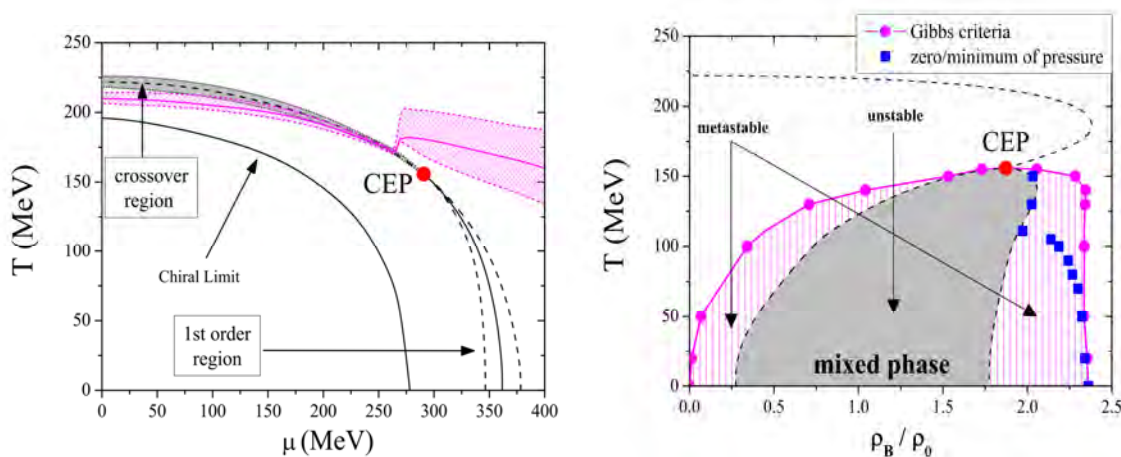 250
200
150
100
50
0
T (MeV)
crossover
region
Chiral Limit
1st order
region
CEP
0 50 100 150 200 250 300 350 400
μ (MeV)
250
200
150
100
50
0
T (MeV)
Gibbs criteria
zero/minimum of pressure
metastable
unstable
CEP
mixed phase
0.0 0.5 1.0 1.5 2.0 2.5
ρB / ρ0